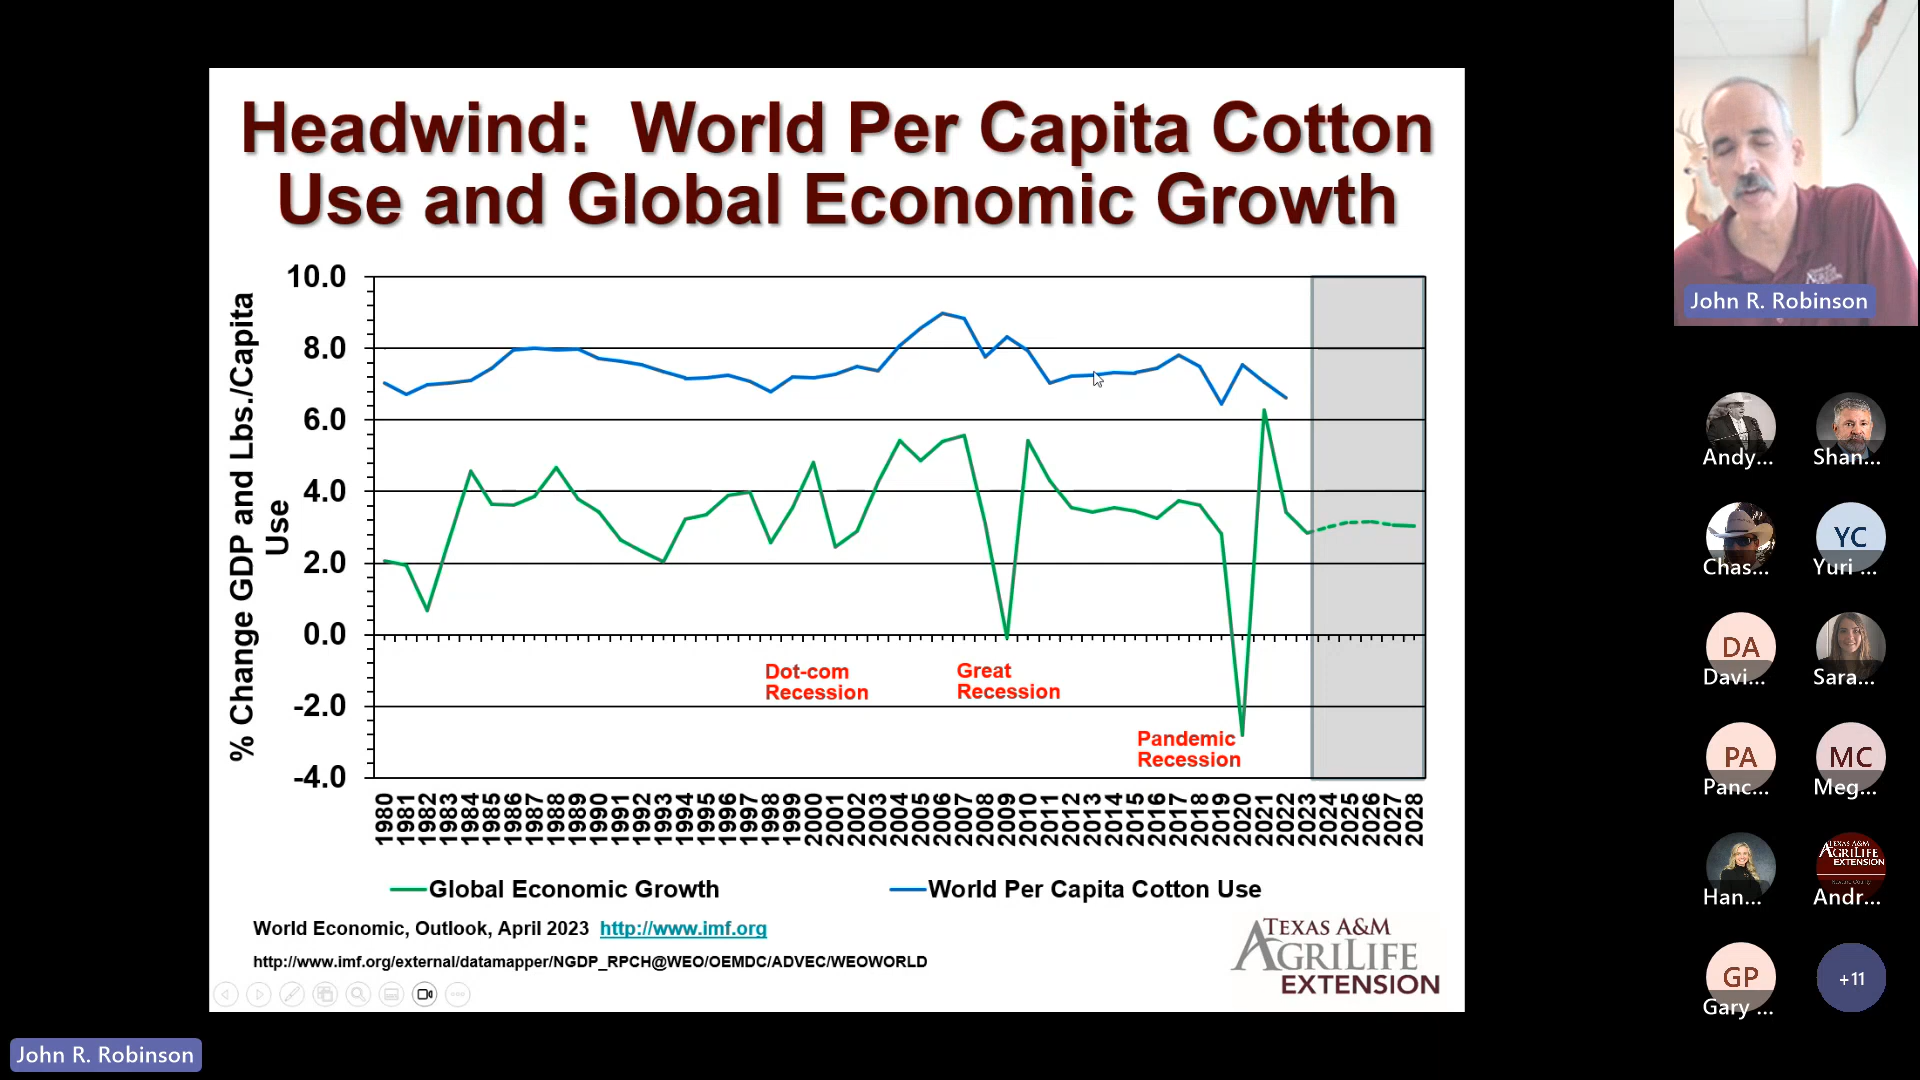 Headwind: World Per Capita Cotton
Use and Global Economic Growth
% Change GDP and Lbs./Capita
Use
10.0
8.0
6.0
4.0
2.0
0.0
-2.0
-4.0
Dot-com
Recession
Great
Recession
Pandemic
Recession
1980
1981
1982
1983
1984
1985
1986
1987
1988
1989
1990
1991
1992
1993
1994
1995
1996
1997
1998
1999
2000
2001
2002
2003
2004
2005
2006
2007
2008
2009
2010
2011
2012
2013
2014
2015
2016
2017
2018
2019
2020
2021
2022
2023
2024
2025
2026
2027
2028
Global Economic Growth
World Per Capita Cotton Use
World Economic, Outlook, April 2023 http://www.imf.org
http://www.imf.org/external/datamapper/NGDP_RPCH@WEO/OEMDC/ADVEC/WEOWORLD
TEXAS A&M
AGRILIFE
EXTENSION
John R. Robinson
John R. Robinson
Andy...
Shan...
Chas...
YC
Yuri ...
DA
Davi...
Sara...
PA
Panc...
MC
Meg...
Han...
TEXAS A&M
AGRILIFE
EXTENSION
Andr...
GP
Gary ...
+11